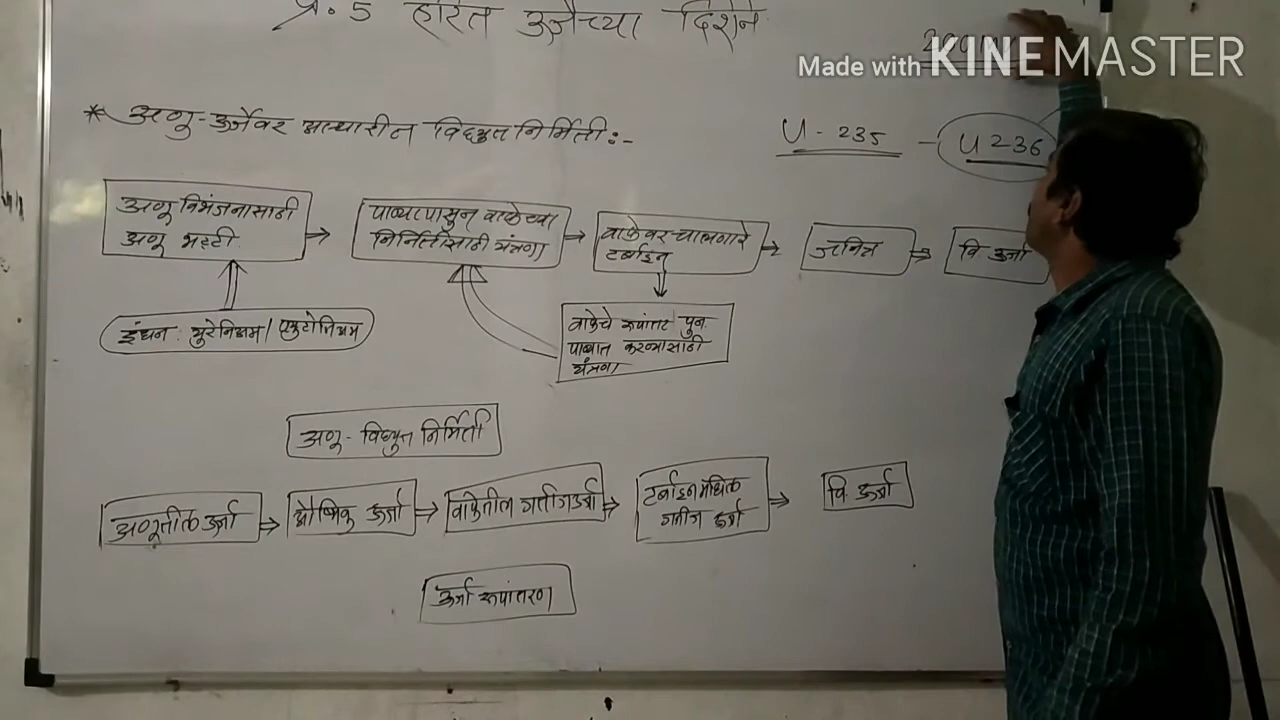 प्र. 5 हरित ऊर्जेच्या दिशेने
Made with KINEMASTER
* अणु-ऊर्जेवर आधारीत विद्युत निर्मिती :-
U - 235 - U 236
अणू विभंजनासाठी
अणू भट्टी
पाण्यापासून वाफेच्या
निर्मितीसाठी यंत्रणा
वाफेवर चालणारे
टर्बाइन
जनित्र
वि ऊर्जा
इंधन युरेनिअम / प्लुटोनिअम
वाफेचे रूपांतर पुन
पाण्यात करण्यासाठी
यंत्रणा
अणू - विद्युत निर्मिती
अणूतील ऊर्जा
औष्णिक ऊर्जा
वाफेतील गतीज ऊर्जा
टर्बाइन मधिल
गतीज ऊर्जा
वि ऊर्जा
ऊर्जा रूपांतरण